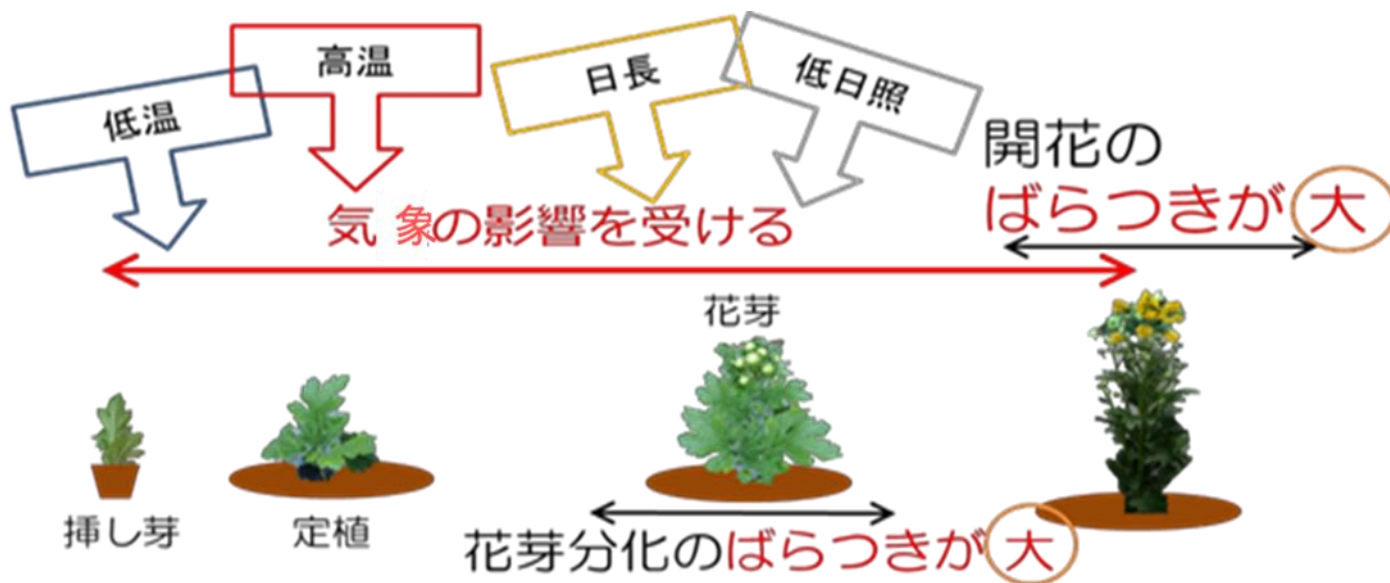 低温
高温
日長
低日照
気象の影響を受ける
開花の
ばらつきが大
花芽
挿し芽
定植
花芽分化のばらつきが大